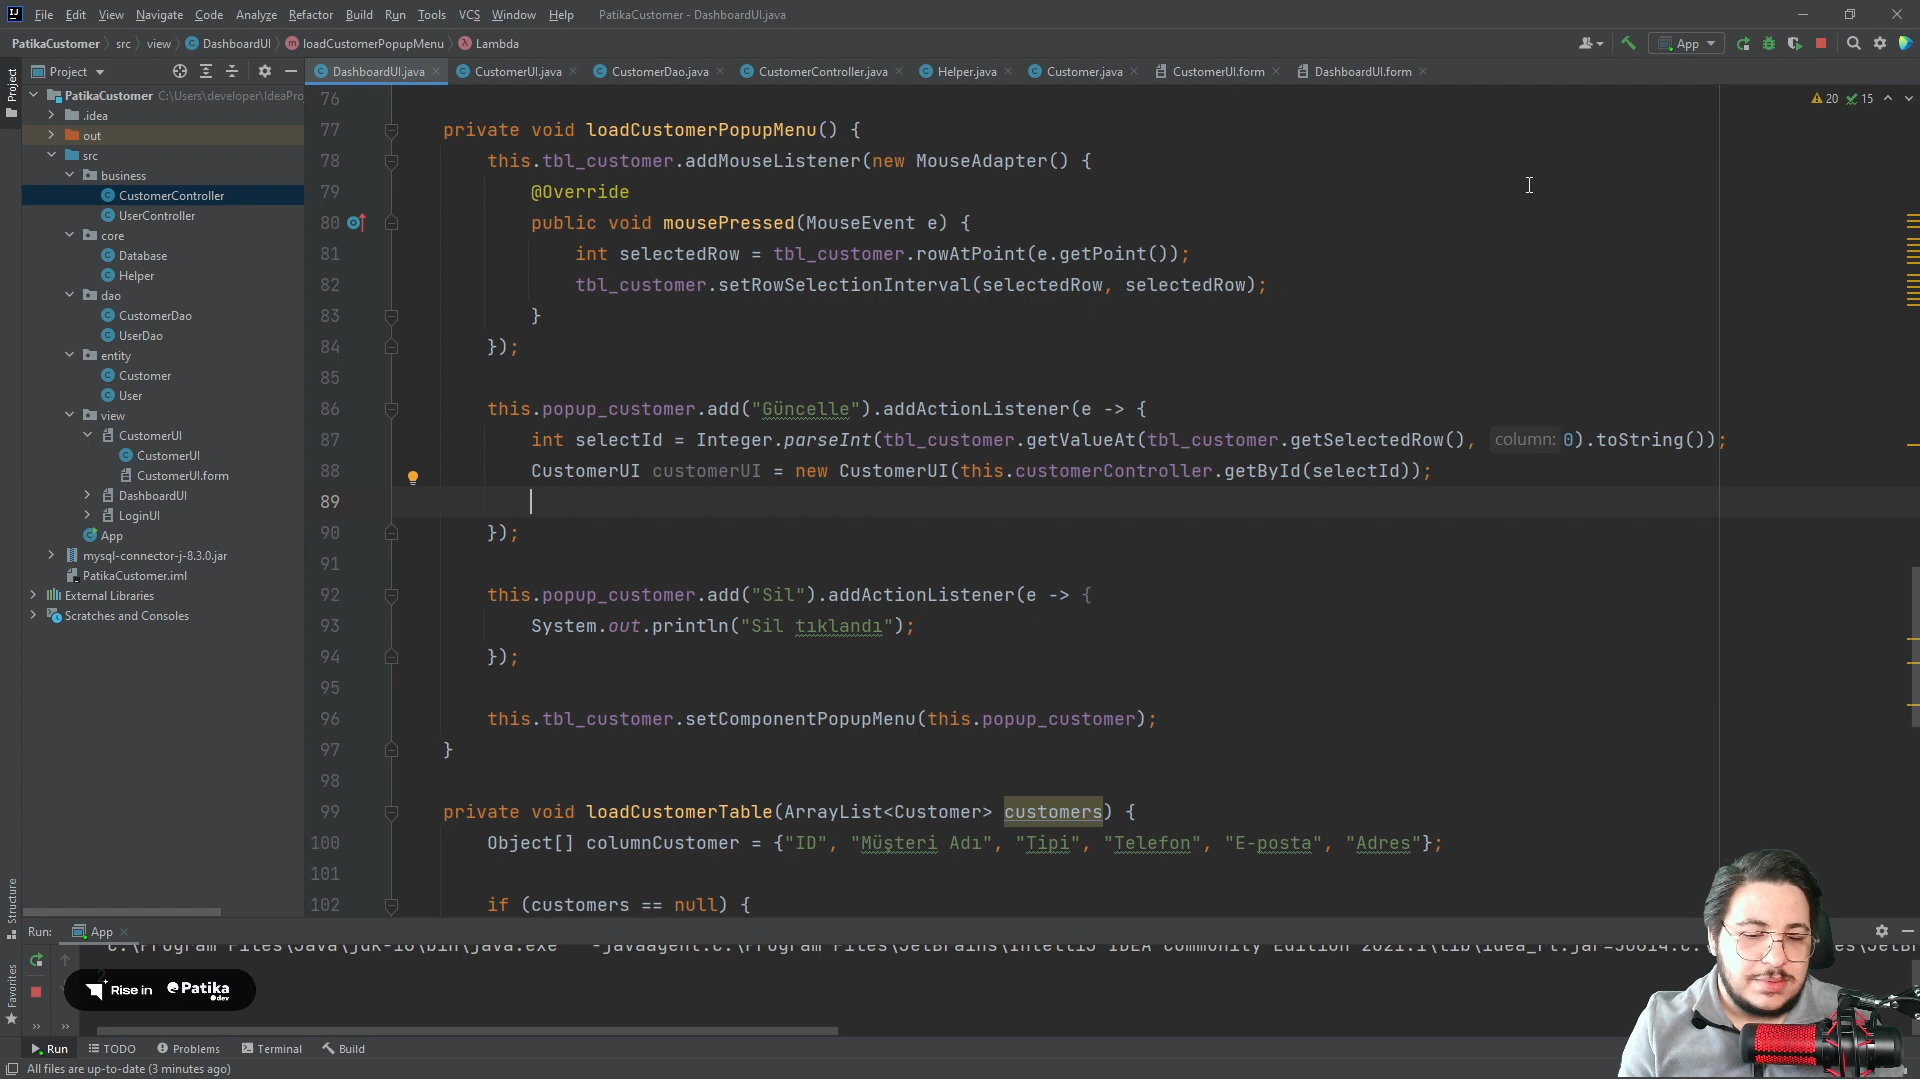 File Edit View Navigate Code Analyze Refactor Build Run Tools VCS Window Help PatikaCustomer - DashboardUI.java
PatikaCustomer src view DashboardUI loadCustomerPopupMenu Lambda App
Project DashboardUI.java CustomerUI.java CustomerDao.java CustomerController.java Helper.java Customer.java CustomerUI.form DashboardUI.form
Project
PatikaCustomer C:\Users\developer\IdeaPro
.idea
out
src
business
CustomerController
UserController
core
Database
Helper
dao
CustomerDao
UserDao
entity
Customer
User
view
CustomerUI
CustomerUI
CustomerUI.form
DashboardUI
LoginUI
App
mysql-connector-j-8.3.0.jar
PatikaCustomer.iml
External Libraries
Scratches and Consoles
20 15
76
77 private void loadCustomerPopupMenu() {
78 this.tbl_customer.addMouseListener(new MouseAdapter() {
79 @Override
80 public void mousePressed(MouseEvent e) {
81 int selectedRow = tbl_customer.rowAtPoint(e.getPoint());
82 tbl_customer.setRowSelectionInterval(selectedRow, selectedRow);
83 }
84 });
85
86 this.popup_customer.add("Güncelle").addActionListener(e -> {
87 int selectId = Integer.parseInt(tbl_customer.getValueAt(tbl_customer.getSelectedRow(), column: 0).toString());
88 CustomerUI customerUI = new CustomerUI(this.customerController.getById(selectId));
89
90 });
91
92 this.popup_customer.add("Sil").addActionListener(e -> {
93 System.out.println("Sil tıklandı");
94 });
95
96 this.tbl_customer.setComponentPopupMenu(this.popup_customer);
97 }
98
99 private void loadCustomerTable(ArrayList<Customer> customers) {
100 Object[] columnCustomer = {"ID", "Müşteri Adı", "Tipi", "Telefon", "E-posta", "Adres"};
101
102 if (customers == null) {
Structure
Favorites
Run: App
Rise in Patika.dev
Run TODO Problems Terminal Build
All files are up-to-date (3 minutes ago)